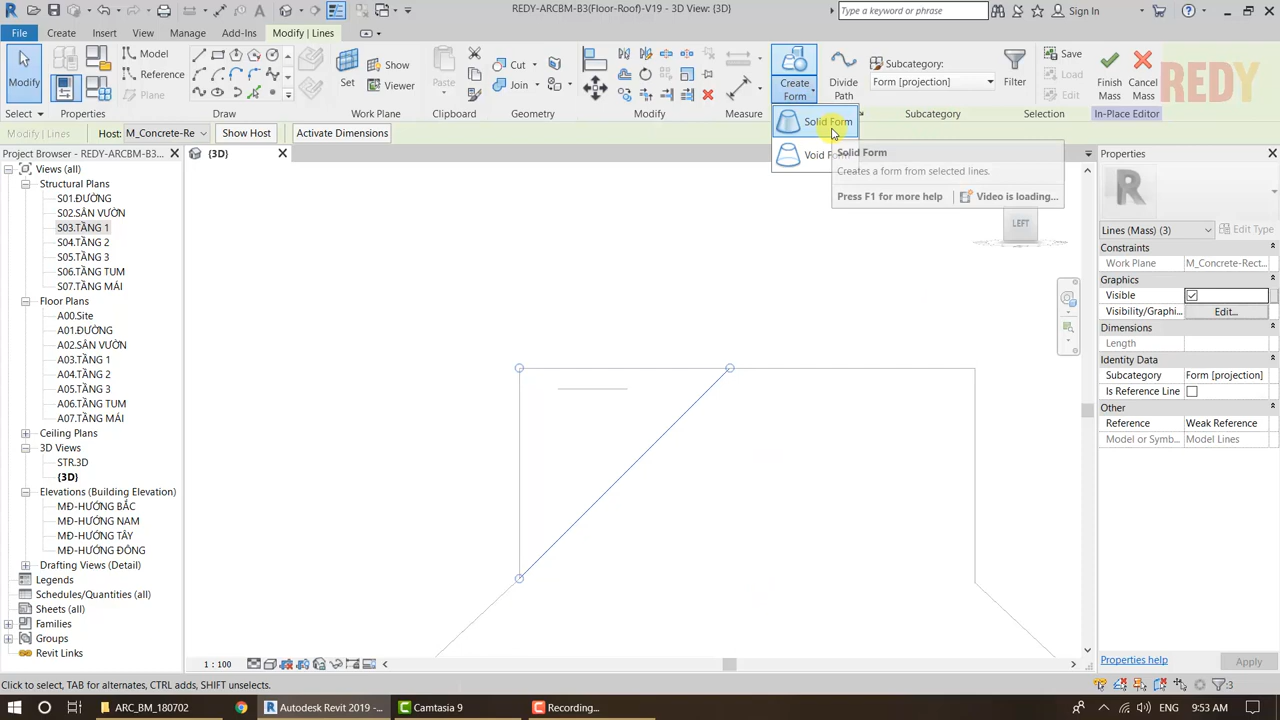 REDY-ARCBM-B3(Floor-Roof)-V19 - 3D View: {3D}
Type a keyword or phrase
Sign In
File Create Insert View Manage Add-Ins Modify | Lines
Modify
Model
Reference
Plane
Set
Show
Viewer
Paste
Cut
Join
Create
Form
Divide
Path
Subcategory:
Form [projection]
Filter
Save
Load
Edit
Finish
Mass
Cancel
Mass
REDY
Select Properties Draw Work Plane Clipboard Geometry Modify Measure Subcategory Selection In-Place Editor
Modify | Lines
Host: M_Concrete-Re
Show Host
Activate Dimensions
Solid Form
Void
Solid Form
Creates a form from selected lines.
Press F1 for more help
Video is loading...
LEFT
Project Browser - REDY-ARCBM-B3...
{3D}
Views (all)
Structural Plans
S01.ĐƯỜNG
S02.SÂN VƯỜN
S03.TẦNG 1
S04.TẦNG 2
S05.TẦNG 3
S06.TẦNG TUM
S07.TẦNG MÁI
Floor Plans
A00.Site
A01.ĐƯỜNG
A02.SÂN VƯỜN
A03.TẦNG 1
A04.TẦNG 2
A05.TẦNG 3
A06.TẦNG TUM
A07.TẦNG MÁI
Ceiling Plans
3D Views
STR.3D
{3D}
Elevations (Building Elevation)
MĐ-HƯỚNG BẮC
MĐ-HƯỚNG NAM
MĐ-HƯỚNG TÂY
MĐ-HƯỚNG ĐÔNG
Drafting Views (Detail)
Legends
Schedules/Quantities (all)
Sheets (all)
Families
Groups
Revit Links
Properties
Lines (Mass) (3)
Edit Type
Constraints
Work Plane M_Concrete-Rect...
Graphics
Visible
Visibility/Graphi... Edit...
Dimensions
Length
Identity Data
Subcategory Form [projection]
Is Reference Line
Other
Reference Weak Reference
Model or Symb... Model Lines
Properties help
Apply
1 : 100
Click to select, TAB for alternates, CTRL adds, SHIFT unselects.
:3
ARC_BM_180702
Autodesk Revit 2019 - ...
Camtasia 9
Recording...
ENG
9:53 AM